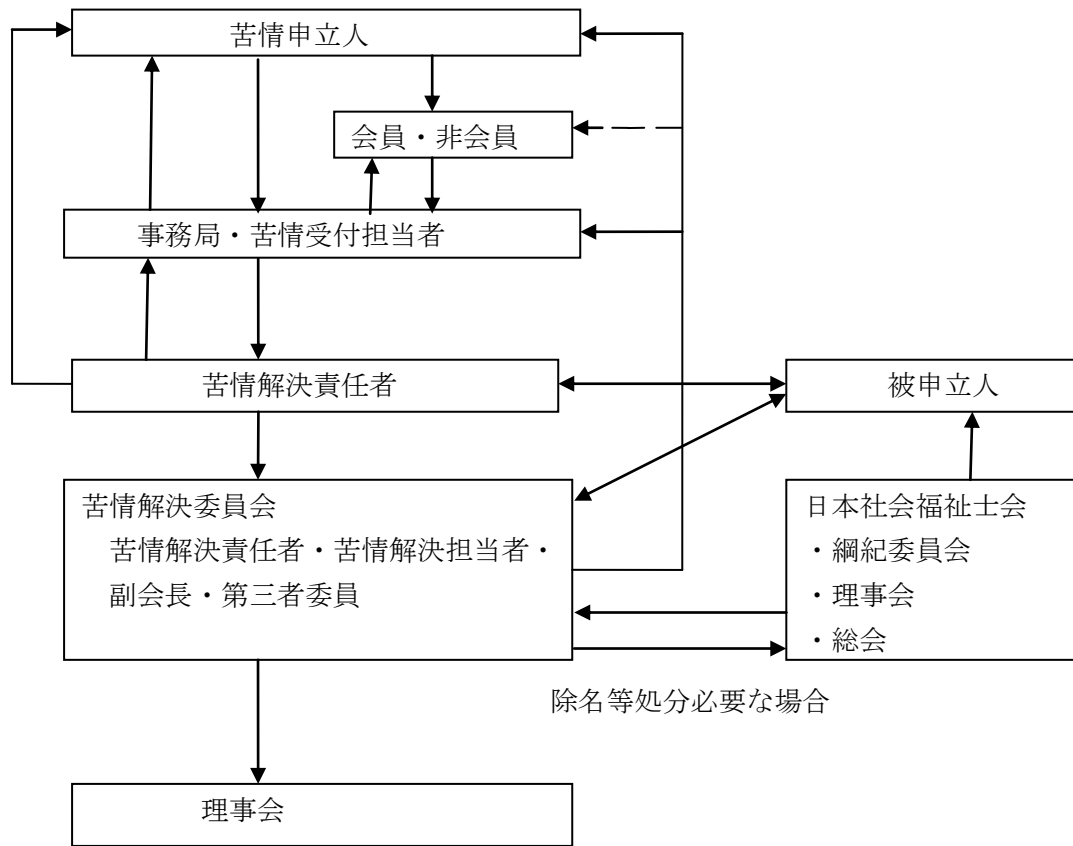 苦情申立人
会員・非会員
事務局・苦情受付担当者
苦情解決責任者
被申立人
苦情解決委員会
苦情解決責任者・苦情解決担当者・
副会長・第三者委員
日本社会福祉士会
・綱紀委員会
・理事会
・総会
除名等処分必要な場合
理事会